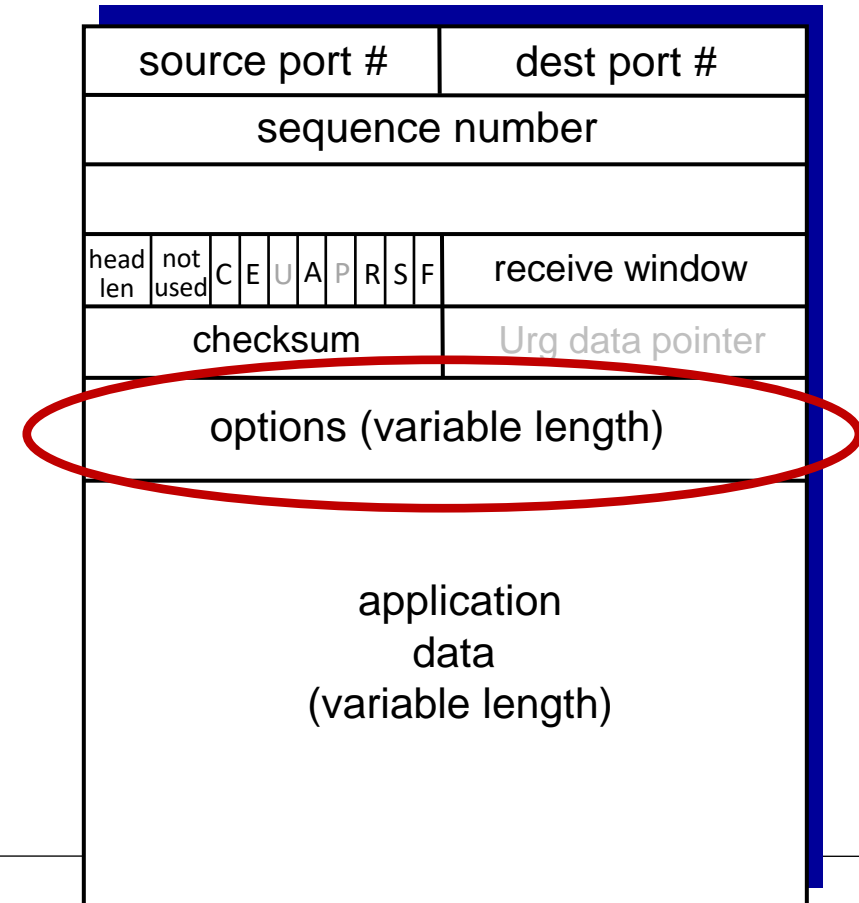 source port # dest port #
sequence number
head not C E U A P R S F receive window
len used
checksum Urg data pointer
options (variable length)
application
data
(variable length)